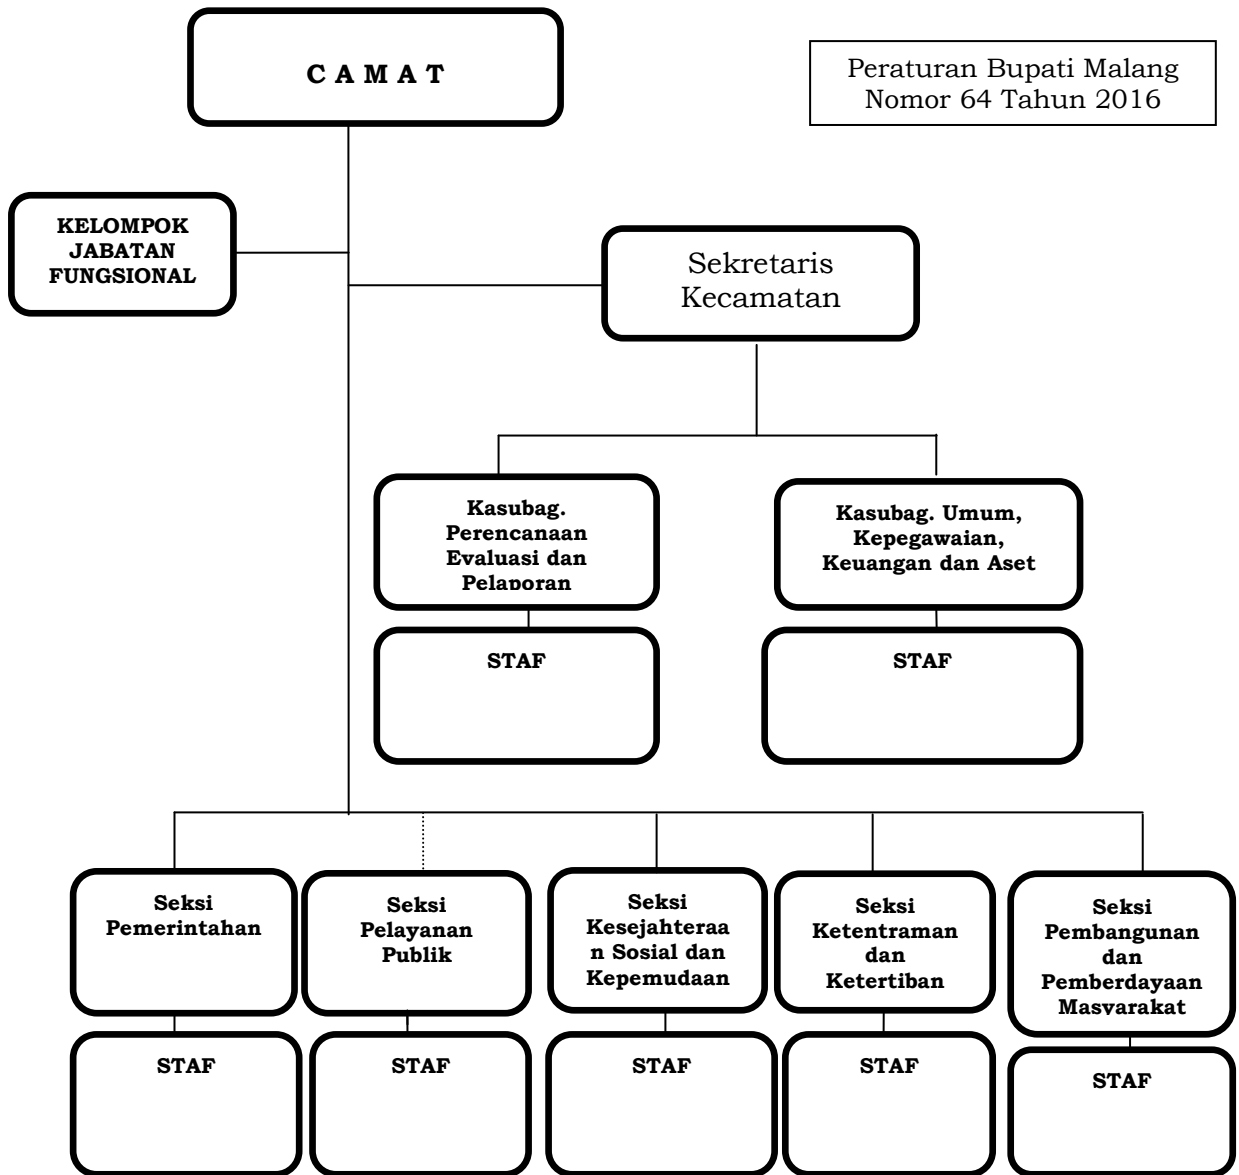 C A M A T
Peraturan Bupati Malang
Nomor 64 Tahun 2016
KELOMPOK
JABATAN
FUNGSIONAL
Sekretaris
Kecamatan
Kasubag.
Perencanaan
Evaluasi dan
Pelaporan
Kasubag. Umum,
Kepegawaian,
Keuangan dan Aset
STAF
STAF
Seksi
Pemerintahan
Seksi
Pelayanan
Publik
Seksi
Kesejahteraa
n Sosial dan
Kepemudaan
Seksi
Ketentraman
dan
Ketertiban
Seksi
Pembangunan
dan
Pemberdayaan
Masyarakat
STAF
STAF
STAF
STAF
STAF